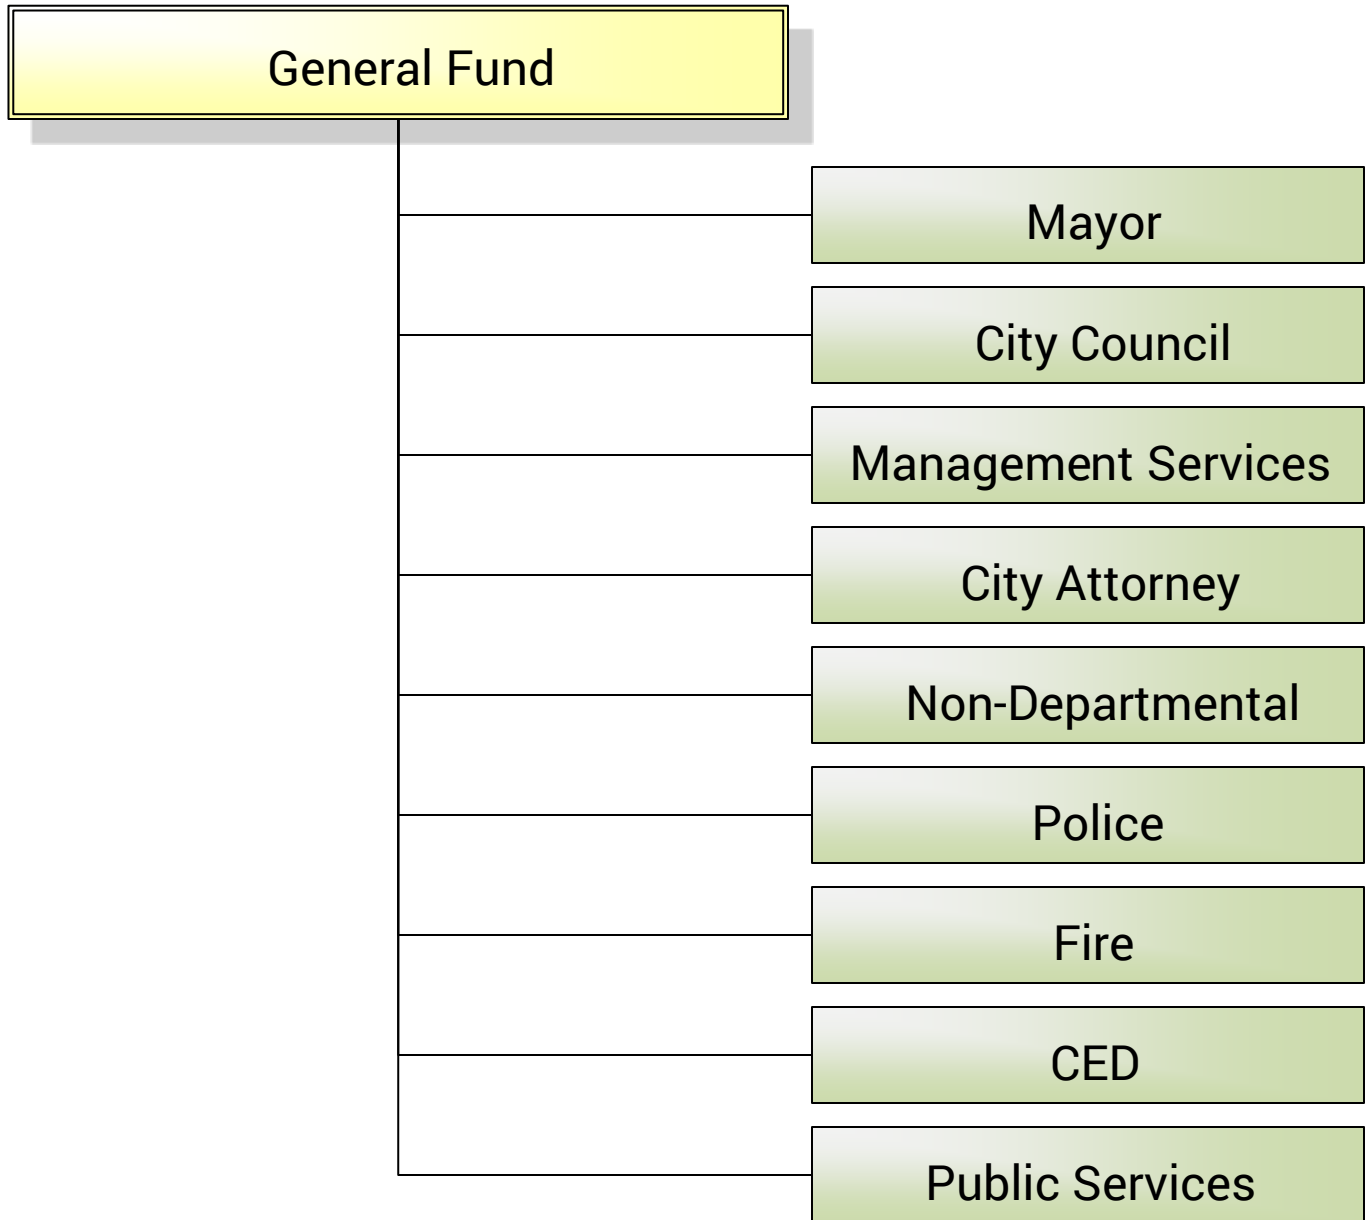 General Fund
Mayor
City Council
Management Services
City Attorney
Non-Departmental
Police
Fire
CED
Public Services